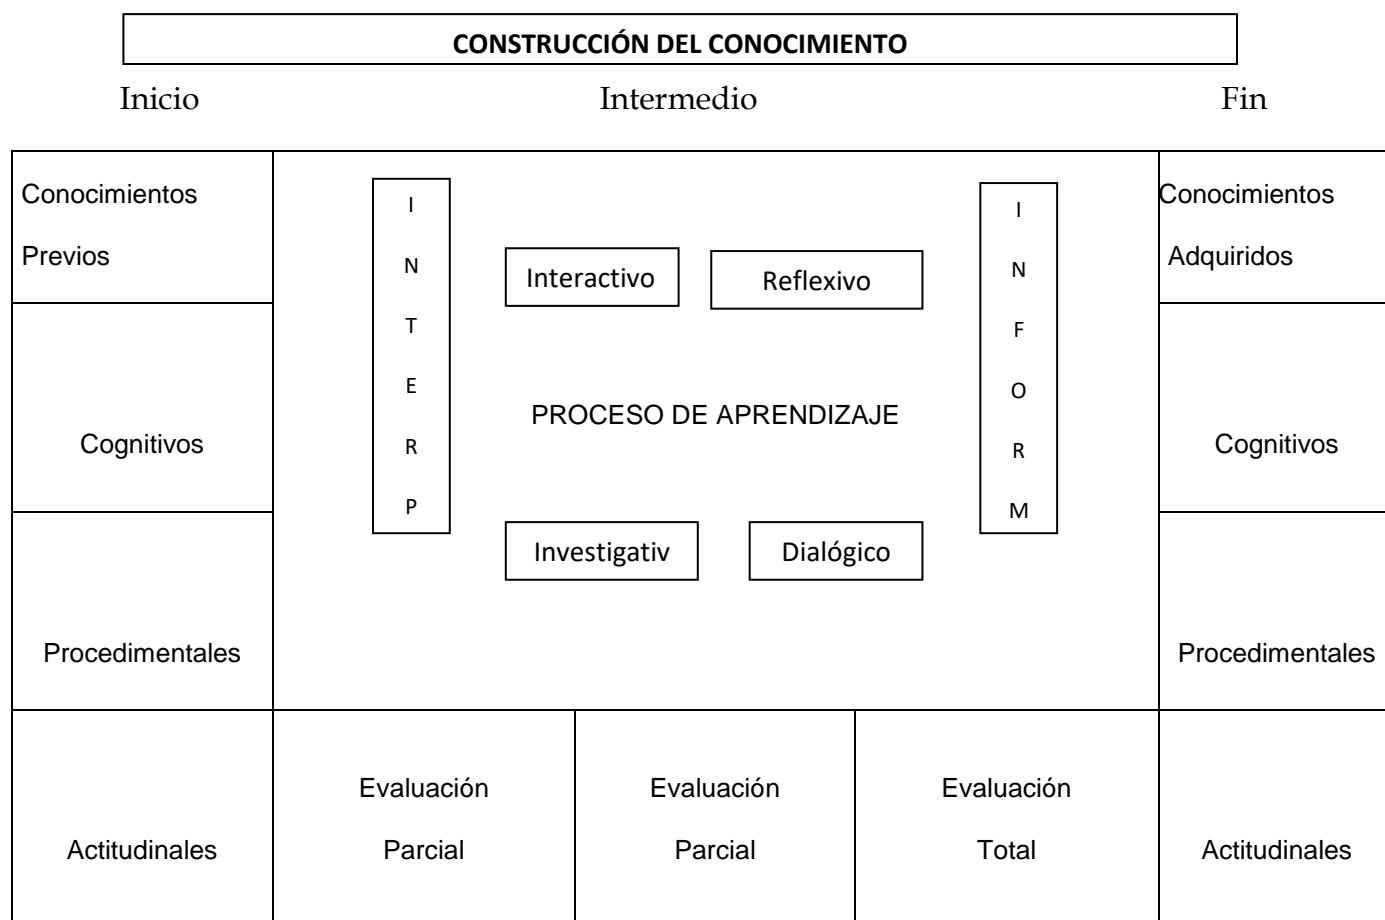 CONSTRUCCIÓN DEL CONOCIMIENTO
Inicio
Intermedio
Fin
Conocimientos
Previos
Cognitivos
Procedimentales
Actitudinales
I
N
T
E
R
P
Interactivo
Reflexivo
PROCESO DE APRENDIZAJE
Investigativ
Dialógico
I
N
F
O
R
M
Evaluación
Parcial
Evaluación
Parcial
Evaluación
Total
Conocimientos
Adquiridos
Cognitivos
Procedimentales
Actitudinales